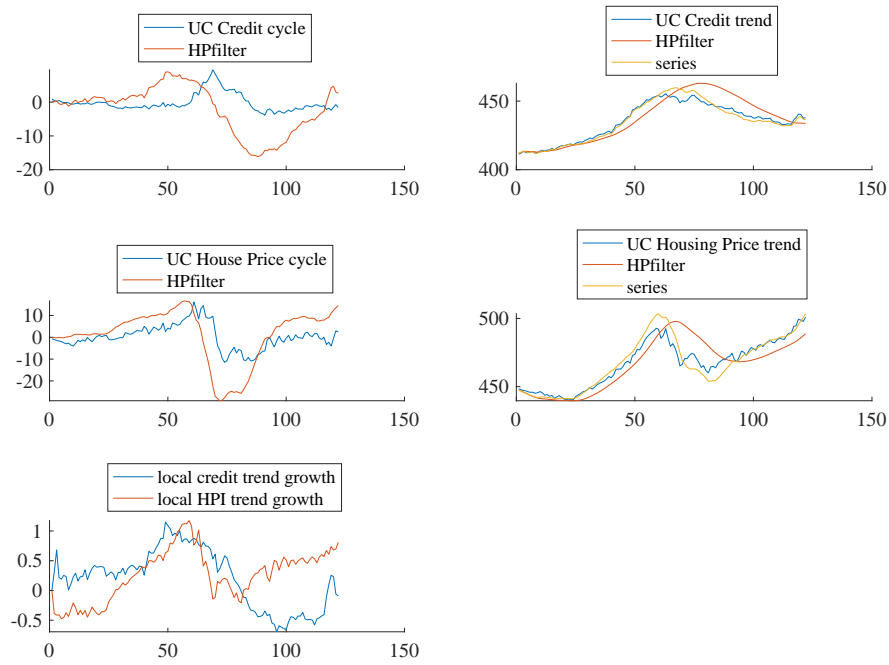 UC Credit cycle
HPfilter
0
-10
-20
0
50
100
150
UC Credit trend
HPfilter
series
450
400
0
50
100
150
UC House Price cycle
HPfilter
10
0
-10
-20
0
50
100
150
UC Housing Price trend
HPfilter
series
500
450
0
50
100
150
local credit trend growth
local HPI trend growth
1
0.5
0
-0.5
0
50
100
150